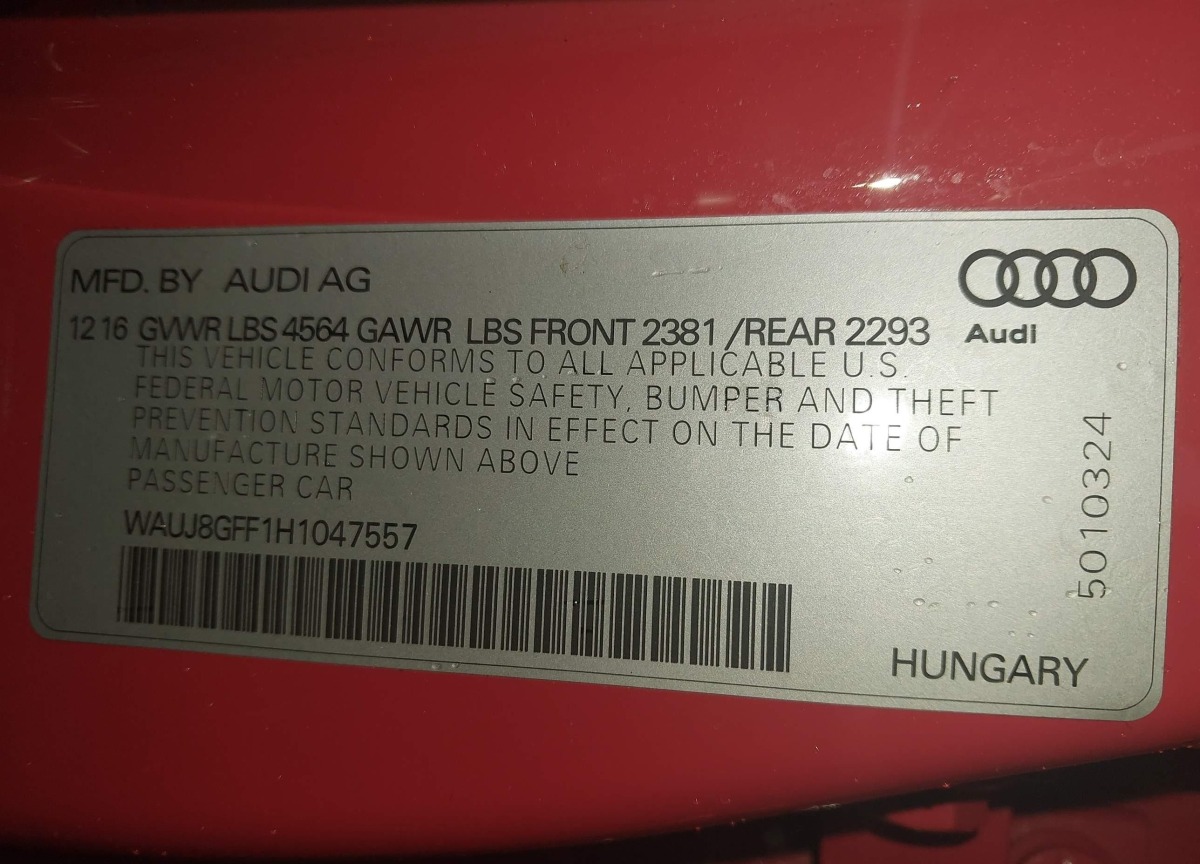 MFD. BY AUDI AG
12 16 GVWR LBS 4564 GAWR LBS FRONT 2381 /REAR 2293
Audi
THIS VEHICLE CONFORMS TO ALL APPLICABLE U.S.
FEDERAL MOTOR VEHICLE SAFETY, BUMPER AND THEFT
PREVENTION STANDARDS IN EFFECT ON THE DATE OF
MANUFACTURE SHOWN ABOVE
PASSENGER CAR
WAUJ8GFF1H1047557
5010324
HUNGARY